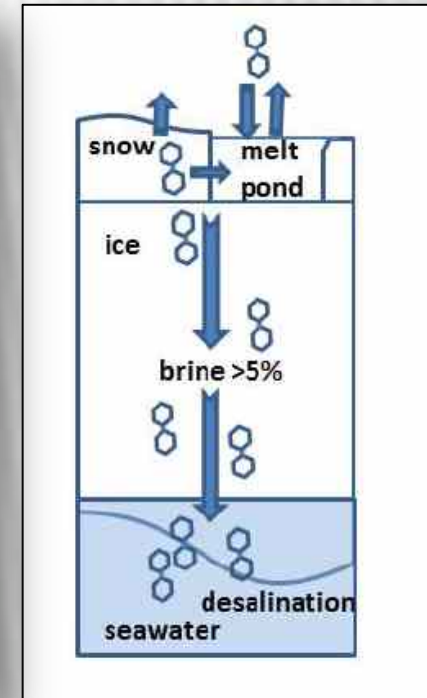 snow
melt
pond
ice
brine >5%
desalination
seawater